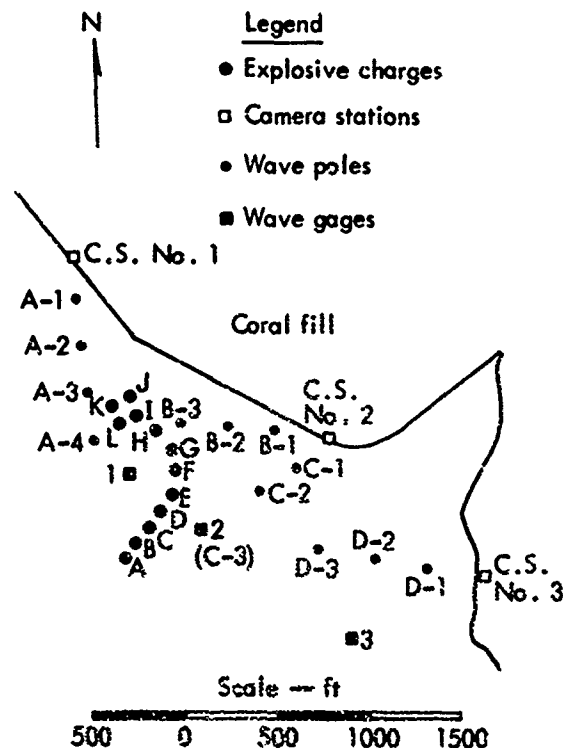 N
Legend
Explosive charges
Camera stations
Wave poles
Wave gages
C.S. No. 1
A-1
A-2
Coral fill
A-3
J
K
I
B-3
C.S.
No. 2
L
H
B-2
B-1
A-4
G
C-1
1
F
C-2
E
D
2
C
(C-3)
B
A
D-3
D-2
D-1
C.S.
No. 3
3
Scale — ft
500 0 500 1000 1500